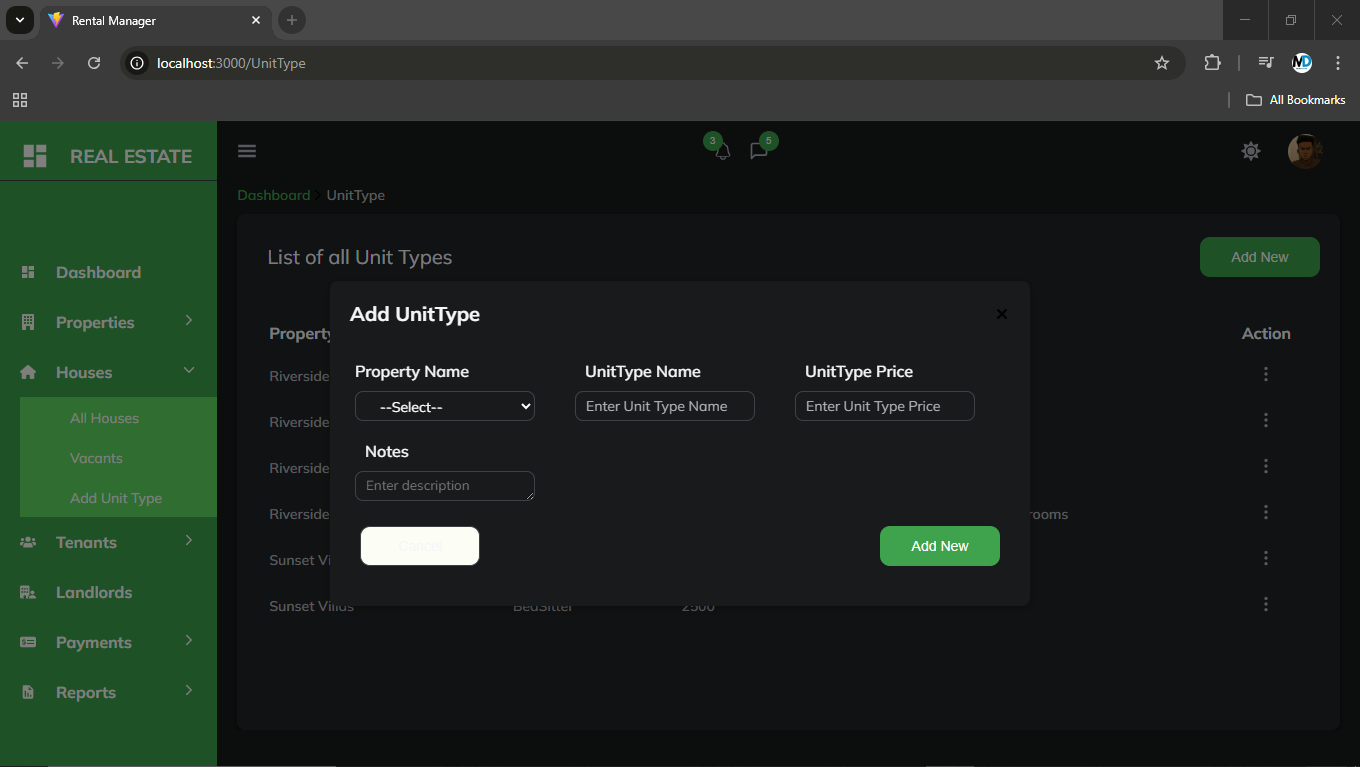 Rental Manager
localhost:3000/UnitType
All Bookmarks
REAL ESTATE
3
5
Dashboard UnitType
List of all Unit Types
Add New
Dashboard
Properties
Houses
All Houses
Vacants
Add Unit Type
Tenants
Landlords
Payments
Reports
Property
Action
Riverside
Riverside
Riverside
Riverside
rooms
Sunset Vi
Sunset Villas BedSitter 2500
Add UnitType
Property Name UnitType Name UnitType Price
--Select-- Enter Unit Type Name Enter Unit Type Price
Notes
Enter description
Cancel Add New